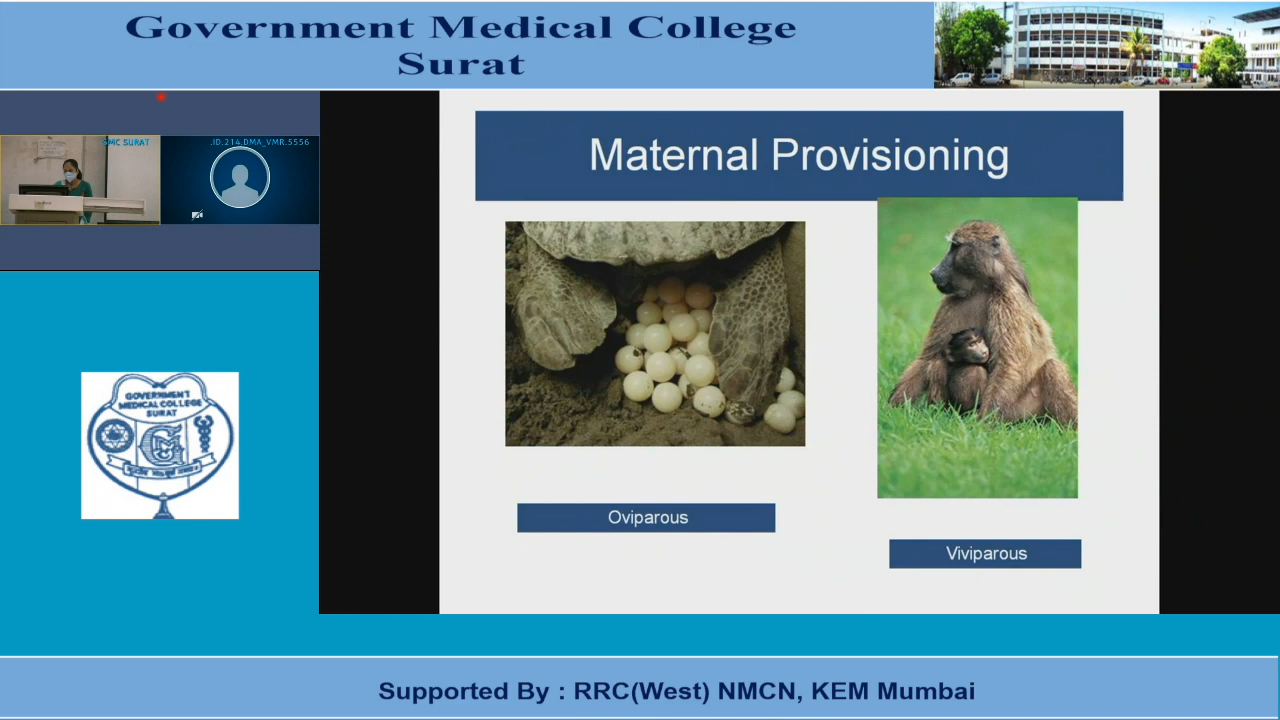 Government Medical College
Surat
GMC SURAT
.ID.214.DMA_VMR.5556
Maternal Provisioning
GOVERNMENT
MEDICAL COLLEGE
SURAT
Oviparous
Viviparous
Supported By : RRC(West) NMCN, KEM Mumbai